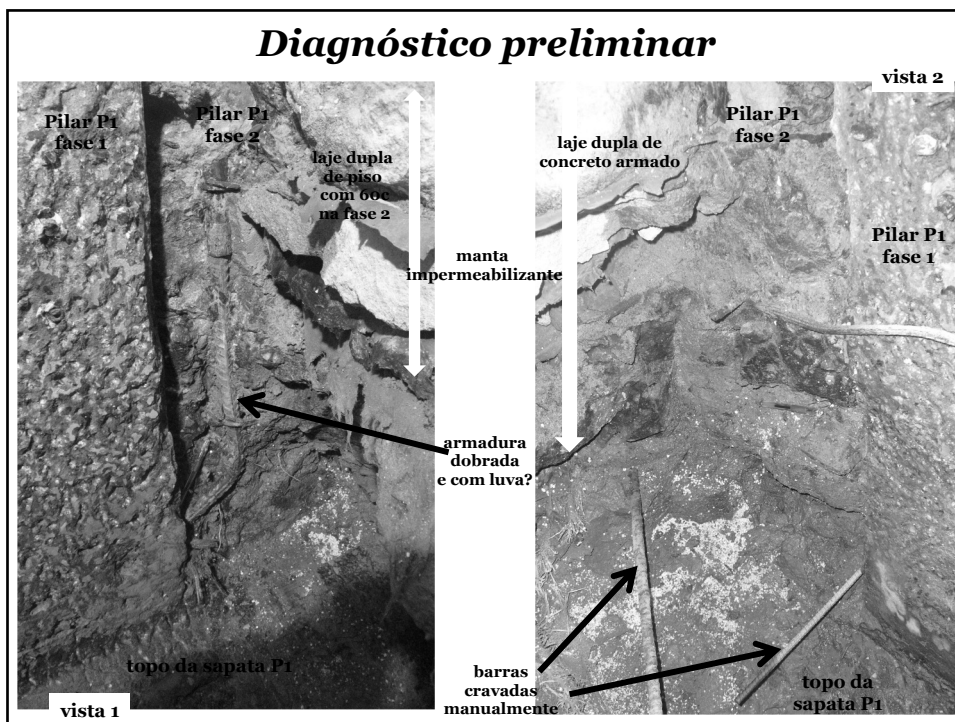 Diagnóstico preliminar
Pilar P1
fase 1
Pilar P1
fase 2
laje dupla
de piso
com 60c
na fase 2
manta
impermeabilizante
armadura
dobrada
e com luva?
topo da sapata P1
vista 1
vista 2
Pilar P1
fase 2
laje dupla de
concreto armado
Pilar P1
fase 1
barras
cravadas
manualmente
topo da
sapata P1